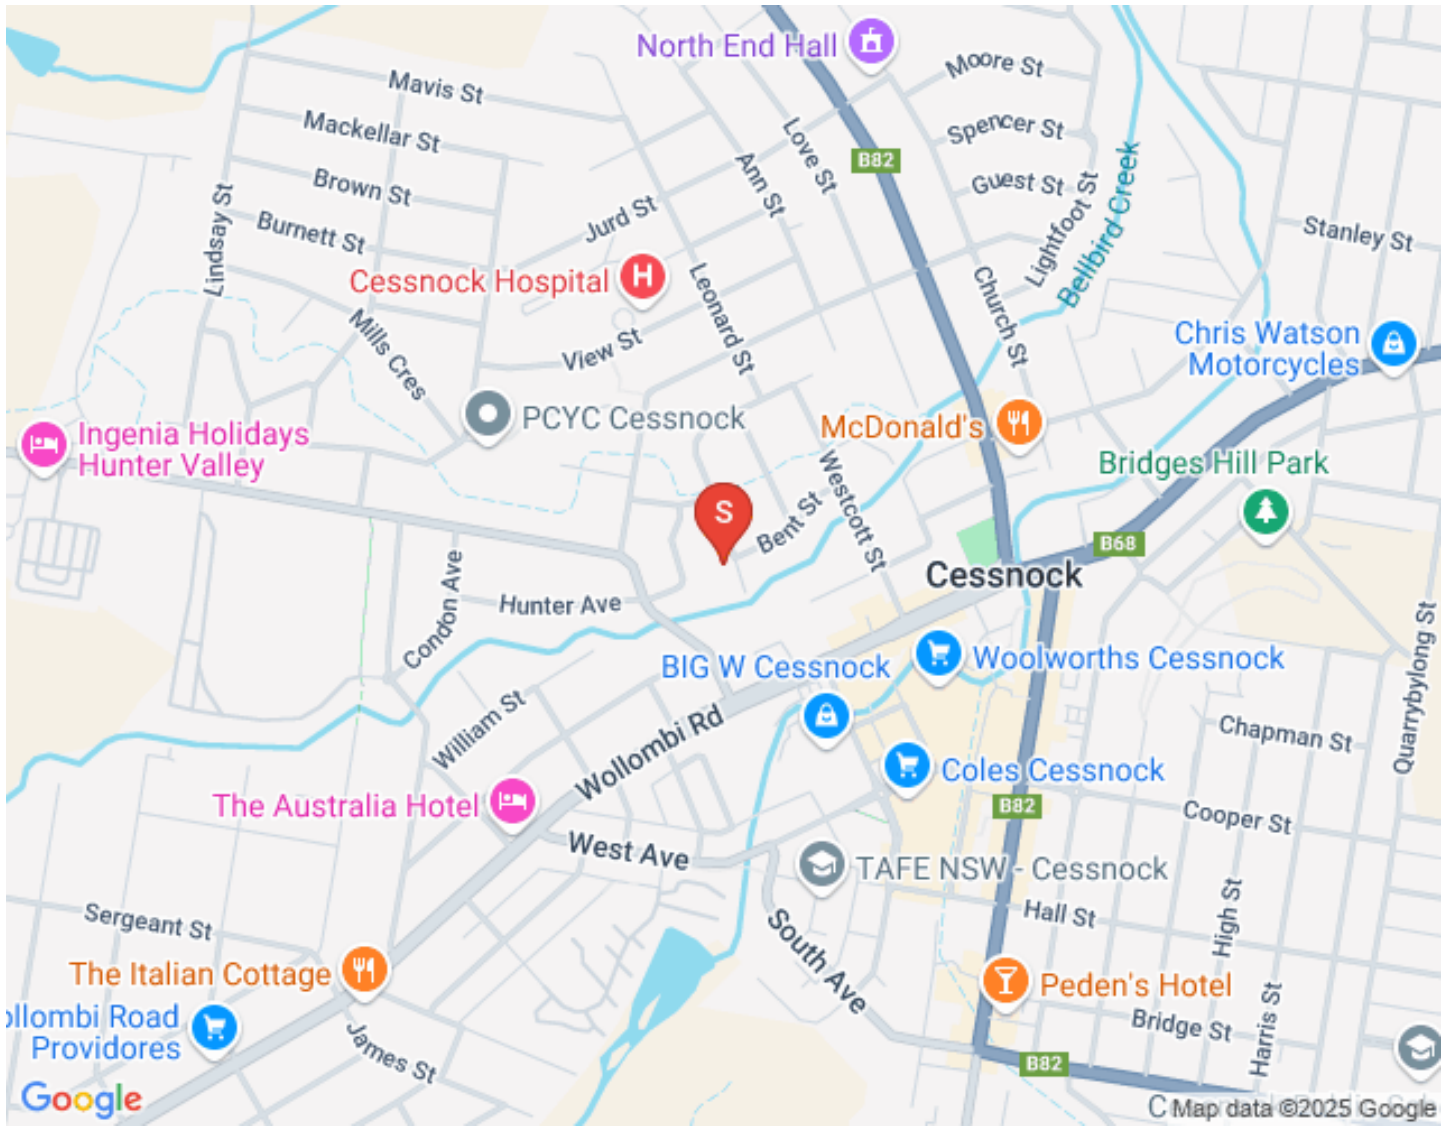 North End Hall
Moore St
Mavis St
Mackellar St
Love St
Spencer St
B82
Ann St
Brown St
Guest St
Lightfoot St
Bellbird Creek
Lindsay St
Jurd St
Burnett St
Stanley St
Cessnock Hospital
H
Leonard St
Church St
Mills Cres
View St
Chris Watson
Motorcycles
PCYC Cessnock
McDonald's
Ingenia Holidays
Hunter Valley
Westcott St
Bridges Hill Park
S
Bent St
B68
Cessnock
Condon Ave
Hunter Ave
Quarrybylong St
BIG W Cessnock
Woolworths Cessnock
William St
Wollombi Rd
Chapman St
Coles Cessnock
The Australia Hotel
B82
Cooper St
West Ave
TAFE NSW - Cessnock
Sergeant St
Hall St
High St
South Ave
The Italian Cottage
Peden's Hotel
Harris St
ollombi Road
Providores
Bridge St
James St
B82
Google
Map data ©2025 Google